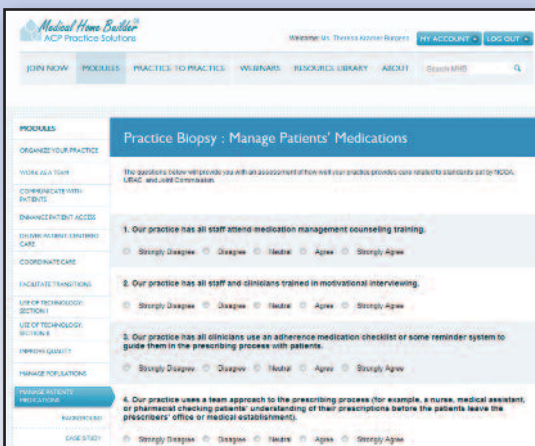 Medical Home Builder
ACP Practice Solutions
Welcome: Ms. Theresa Kramer Burgess
MY ACCOUNT
LOG OUT
JOIN NOW
MODULES
PRACTICE TO PRACTICE
WEBINARS
RESOURCE LIBRARY
ABOUT
Search MHB
MODULES
ORGANIZE YOUR PRACTICE
WORK AS A TEAM
COMMUNICATE WITH
PATIENTS
ENHANCE PATIENT ACCESS
DELIVER PATIENT-CENTERED
CARE
COORDINATE CARE
FACILITATE TRANSITIONS
USE OF TECHNOLOGY:
SECTION I
USE OF TECHNOLOGY:
SECTION II
IMPROVE QUALITY
MANAGE POPULATIONS
MANAGE PATIENTS'
MEDICATIONS
BACKGROUND
CASE STUDY
Practice Biopsy : Manage Patients' Medications
The questions below will provide you with an assessment of how well your practice provides care related to standards set by NCQA,
URAC and Joint Commission.
1. Our practice has all staff attend medication management counseling training.
Strongly Disagree Disagree Neutral Agree Strongly Agree
2. Our practice has all staff and clinicians trained in motivational interviewing.
Strongly Disagree Disagree Neutral Agree Strongly Agree
3. Our practice has all clinicians use an adherence medication checklist or some reminder system to
guide them in the prescribing process with patients.
Strongly Disagree Disagree Neutral Agree Strongly Agree
4. Our practice uses a team approach to the prescribing process (for example, a nurse, medical assistant,
or pharmacist checking patients' understanding of their prescriptions before the patients leave the
prescribers' office or medical establishment).
Strongly Disagree Disagree Neutral Agree Strongly Agree